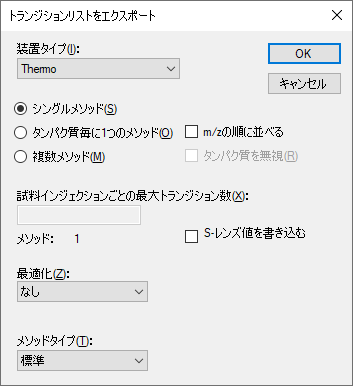 トランジションリストをエクスポート
装置タイプ(I):
Thermo
OK
キャンセル
シングルメソッド(S)
タンパク質毎に1つのメソッド(O)
m/zの順に並べる
複数メソッド(M)
タンパク質を無視(R)
試料インジェクションごとの最大トランジション数(X):
メソッド: 1
S-レンズ値を書き込む
最適化(Z):
なし
メソッドタイプ(T):
標準